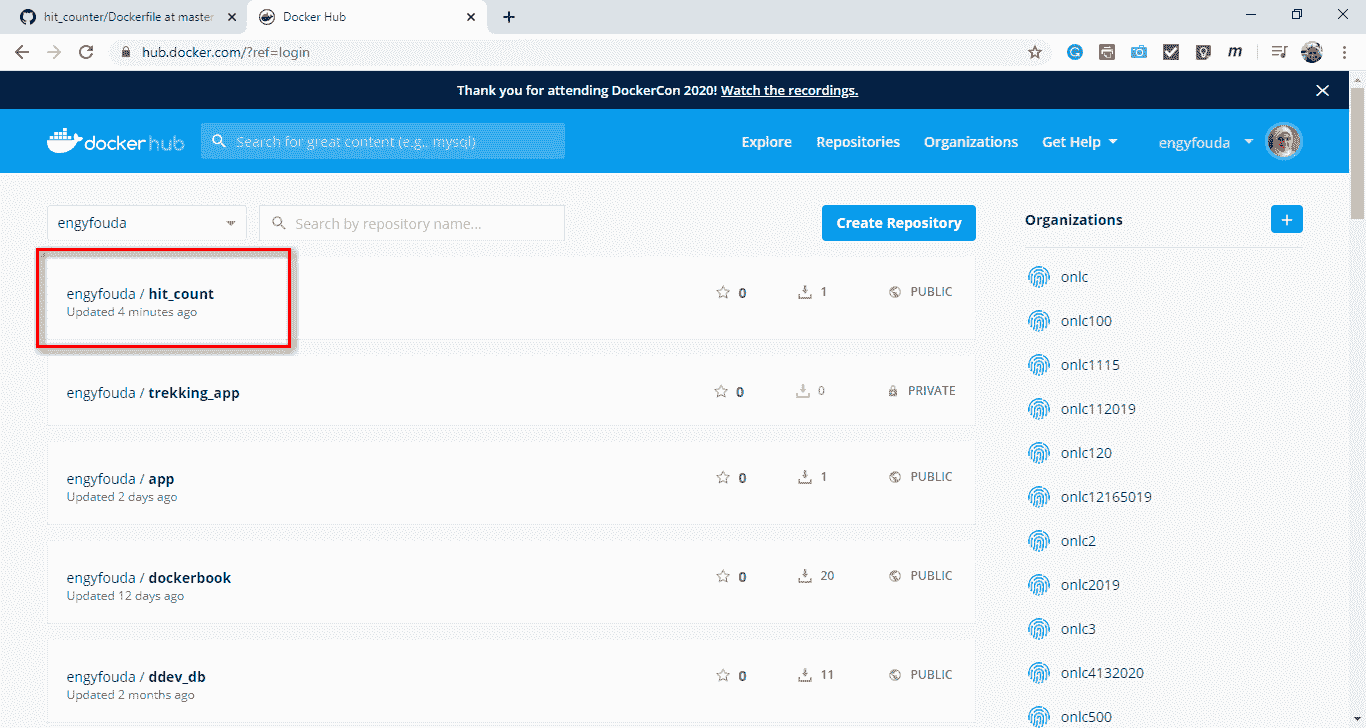 hit_counter/Dockerfile at master
Docker Hub
hub.docker.com/?ref=login
m
Thank you for attending DockerCon 2020! Watch the recordings.
docker hub
Search for great content (e.g., mysql)
Explore
Repositories
Organizations
Get Help
engyfouda
engyfouda
Search by repository name...
Create Repository
engyfouda / hit_count
Updated 4 minutes ago
0
1
PUBLIC
engyfouda / trekking_app
0
0
PRIVATE
engyfouda / app
Updated 2 days ago
0
1
PUBLIC
engyfouda / dockerbook
Updated 12 days ago
0
20
PUBLIC
engyfouda / ddev_db
Updated 2 months ago
0
11
PUBLIC
Organizations
onlc
onlc100
onlc1115
onlc112019
onlc120
onlc12165019
onlc2
onlc2019
onlc3
onlc4132020
onlc500